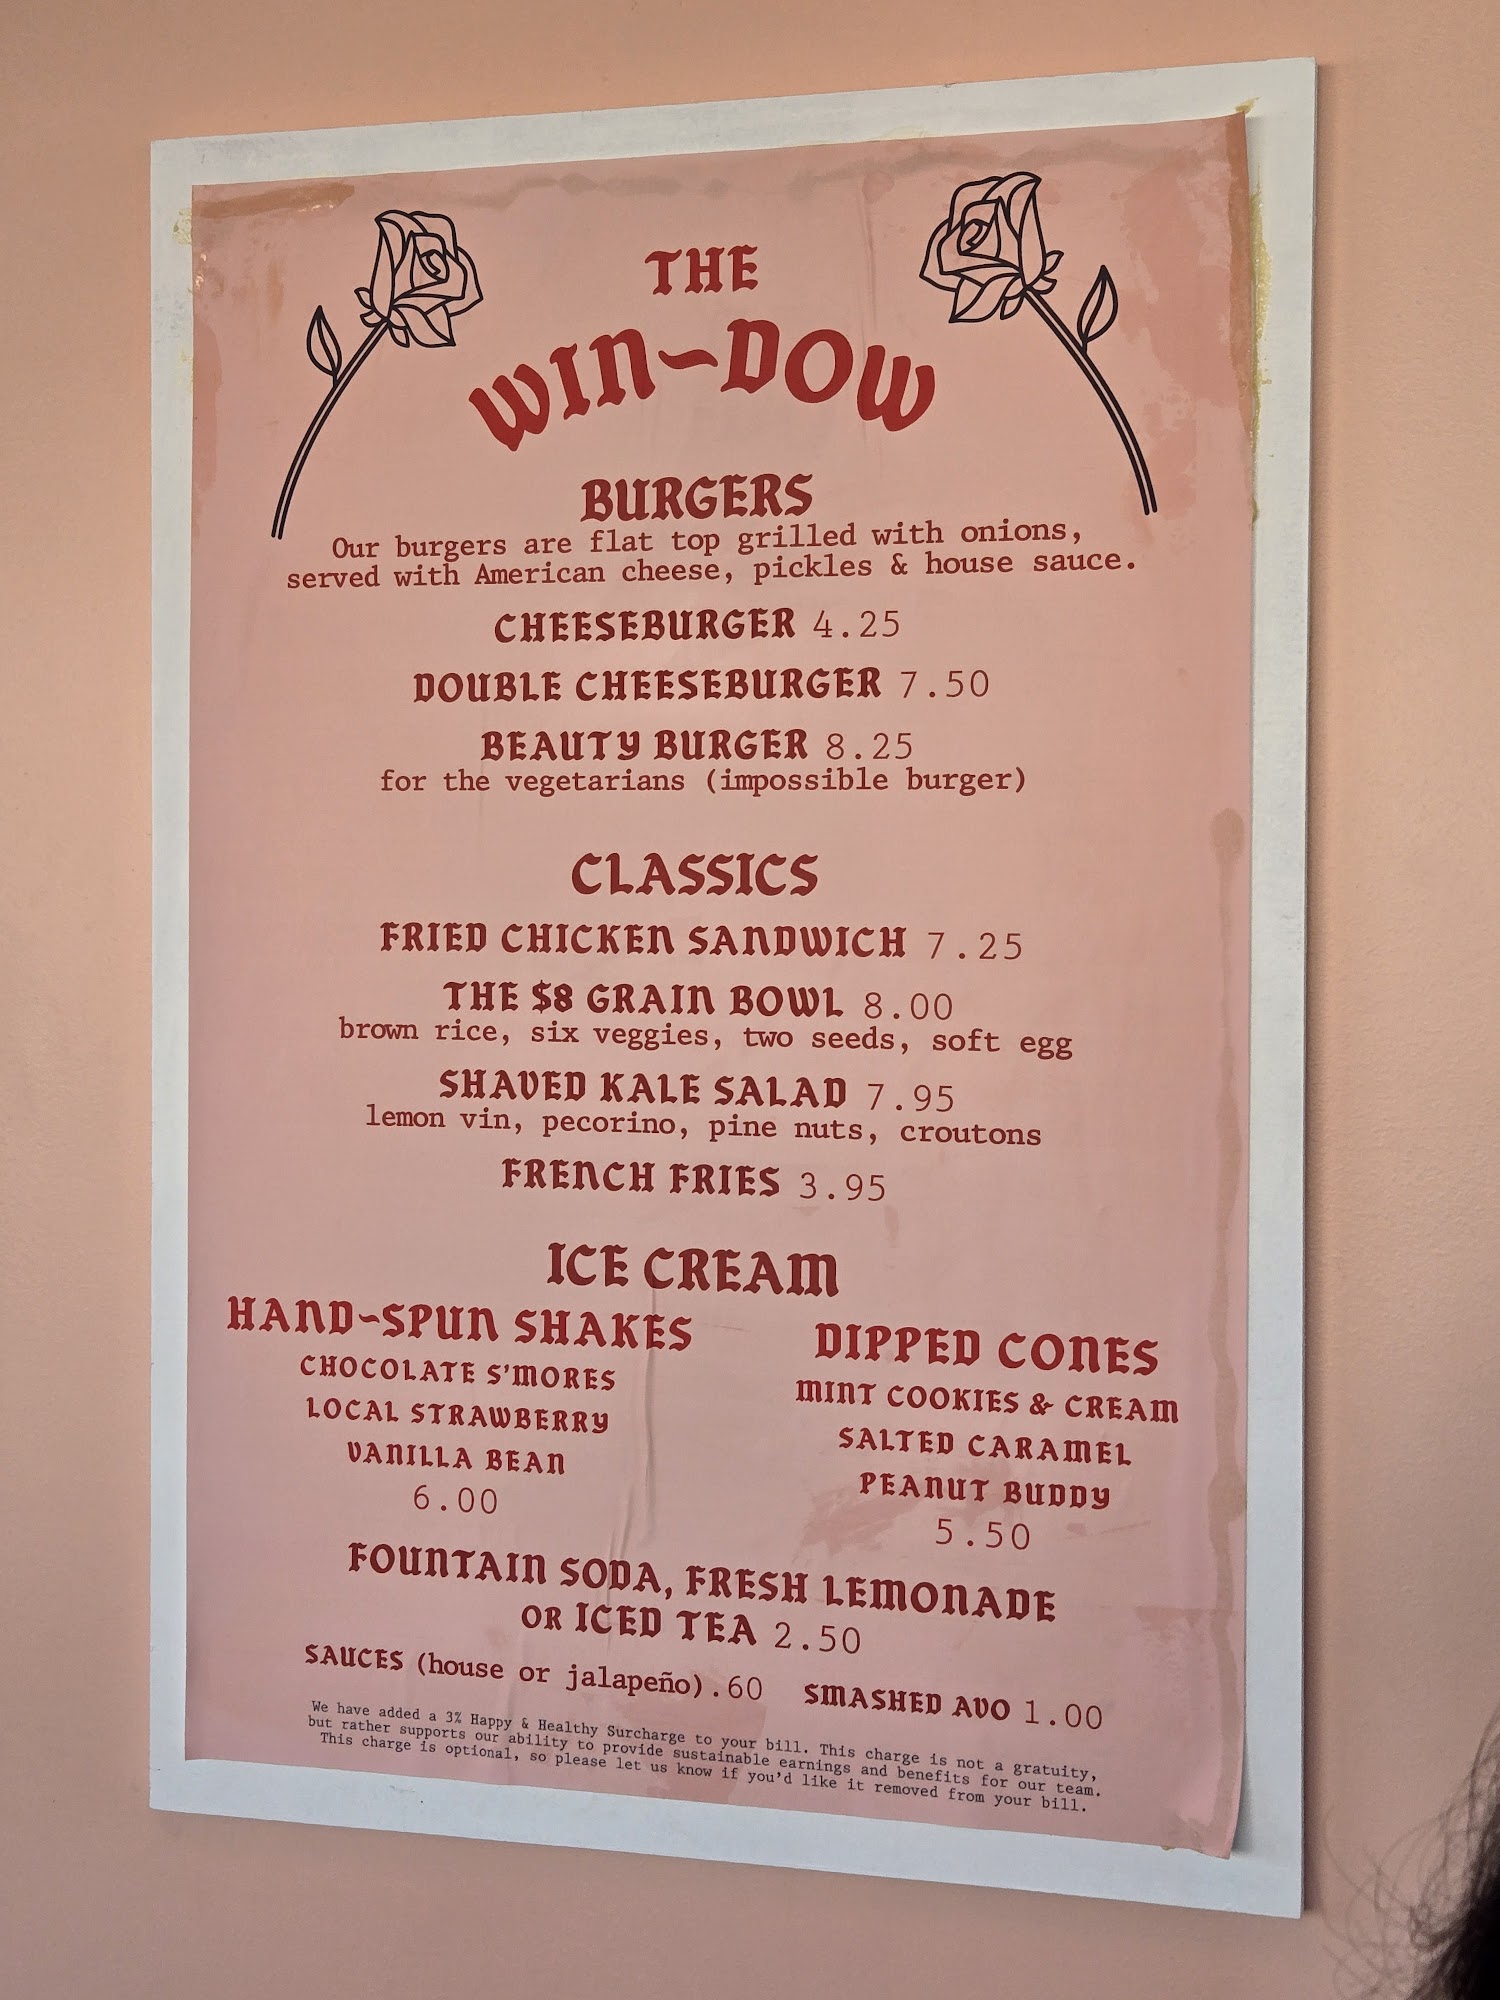 THE
WIN~DOW
BURGERS
Our burgers are flat top grilled with onions,
served with American cheese, pickles & house sauce.
CHEESEBURGER 4.25
DOUBLE CHEESEBURGER 7.50
BEAUTY BURGER 8.25
for the vegetarians (impossible burger)
CLASSICS
FRIED CHICKEN SANDWICH 7.25
THE $8 GRAIN BOWL 8.00
brown rice, six veggies, two seeds, soft egg
SHAVED KALE SALAD 7.95
lemon vin, pecorino, pine nuts, croutons
FRENCH FRIES 3.95
ICE CREAM
HAND-SPUN SHAKES
CHOCOLATE S'MORES
LOCAL STRAWBERRY
VANILLA BEAN
6.00
DIPPED CONES
MINT COOKIES & CREAM
SALTED CARAMEL
PEANUT BUDDY
5.50
FOUNTAIN SODA, FRESH LEMONADE
OR ICED TEA 2.50
SAUCES (house or jalapeño).60 SMASHED AVO 1.00
We have added a 3% Happy & Healthy Surcharge to your bill. This charge is not a gratuity,
but rather supports our ability to provide sustainable earnings and benefits for our team.
This charge is optional, so please let us know if you'd like it removed from your bill.